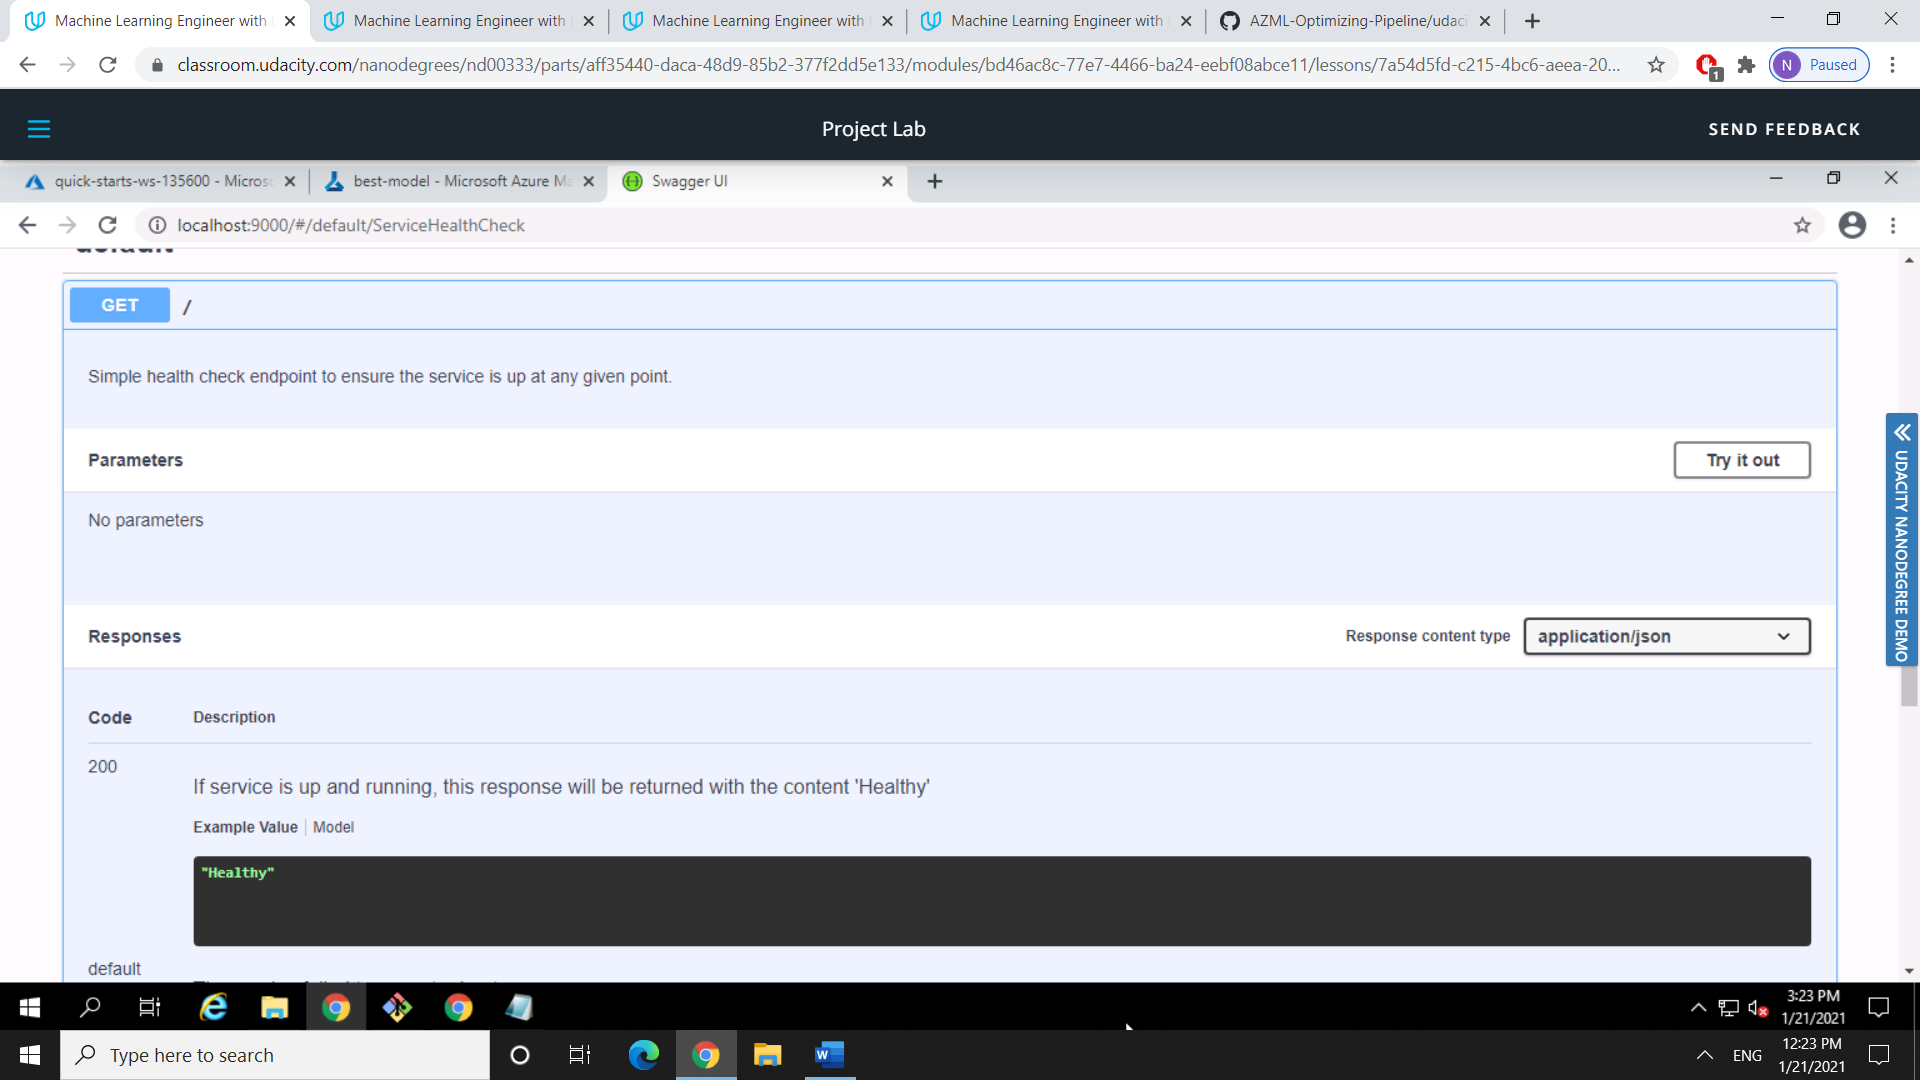 Machine Learning Engineer with
Machine Learning Engineer with
Machine Learning Engineer with
Machine Learning Engineer with
AZML-Optimizing-Pipeline/udaci
classroom.udacity.com/nanodegrees/nd00333/parts/aff35440-daca-48d9-85b2-377f2dd5e133/modules/bd46ac8c-77e7-4466-ba24-eebf08abce11/lessons/7a54d5fd-c215-4bc6-aeea-20...
1
N Paused
Project Lab
SEND FEEDBACK
quick-starts-ws-135600 - Micros
best-model - Microsoft Azure Ma
Swagger UI
localhost:9000/#/default/ServiceHealthCheck
default
GET /
Simple health check endpoint to ensure the service is up at any given point.
Parameters
Try it out
No parameters
UDACITY NANODEGREE DEMO
Responses
Response content type application/json
Code Description
200
If service is up and running, this response will be returned with the content 'Healthy'
Example Value Model
"Healthy"
default
3:23 PM
1/21/2021
Type here to search
ENG
12:23 PM
1/21/2021